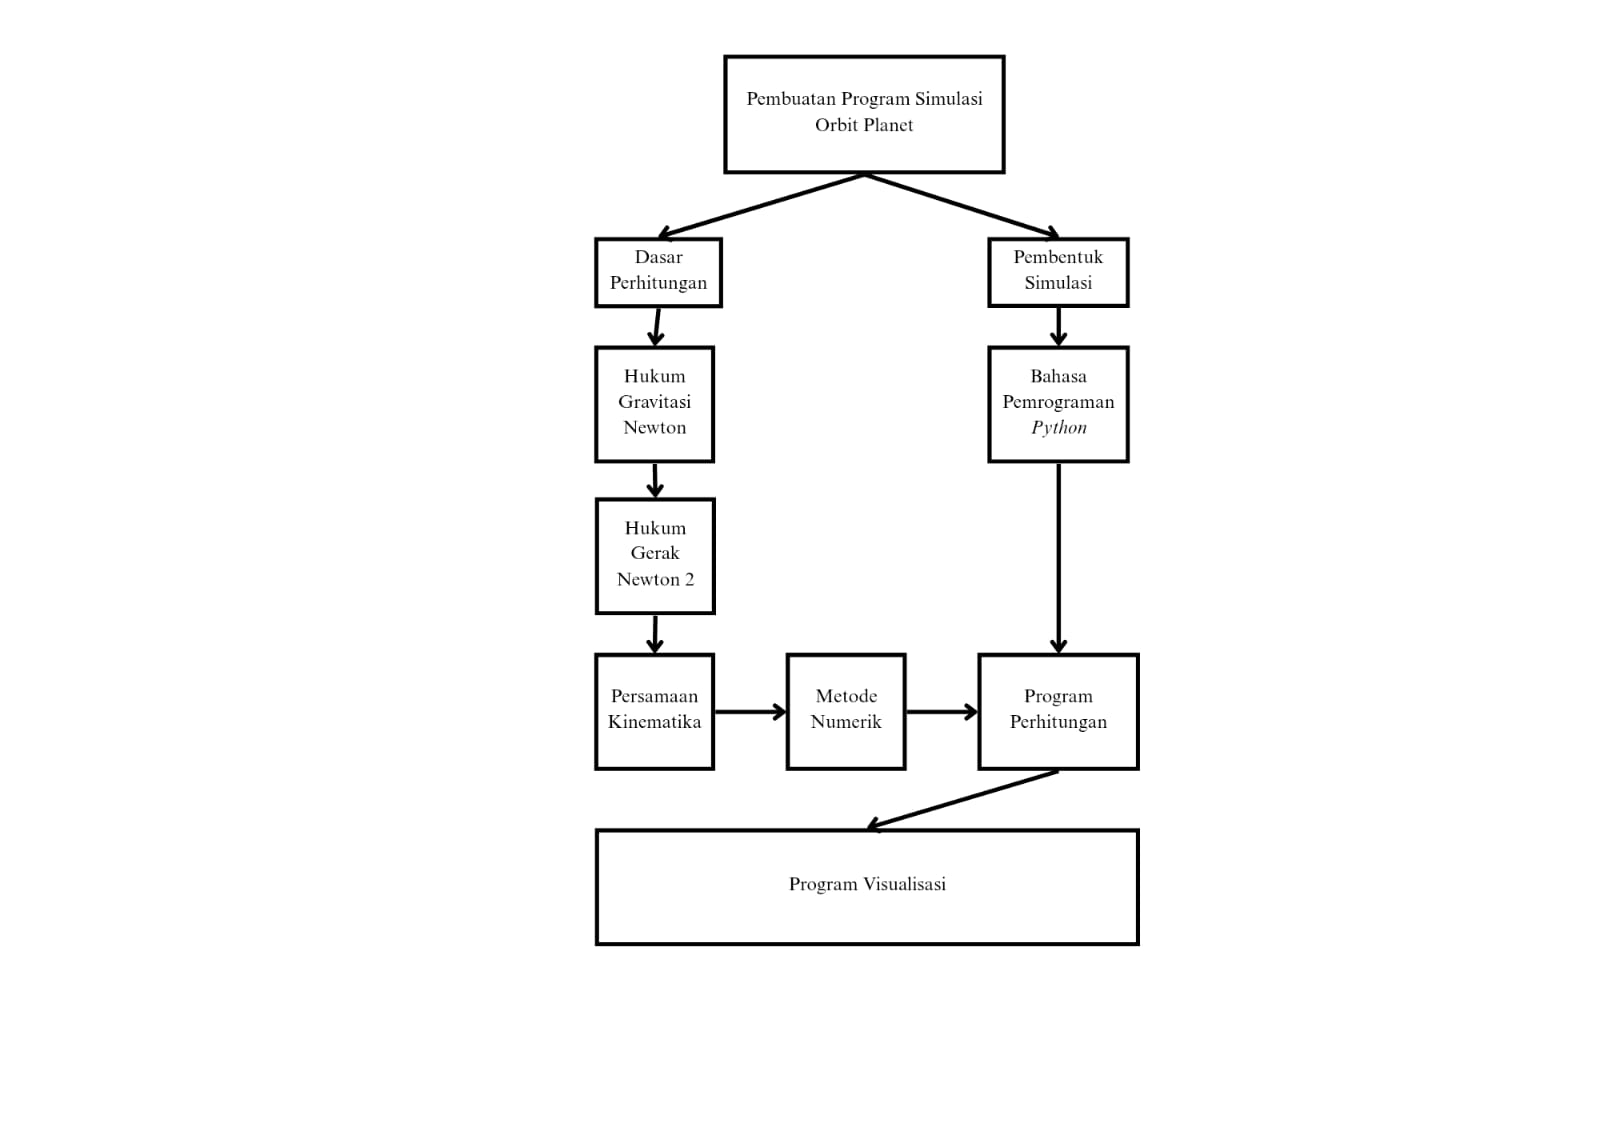 Pembuatan Program Simulasi
Orbit Planet
Dasar
Perhitungan
Pembentuk
Simulasi
Hukum
Gravitasi
Newton
Bahasa
Pemrograman
Python
Hukum
Gerak
Newton 2
Persamaan
Kinematika
Metode
Numerik
Program
Perhitungan
Program Visualisasi